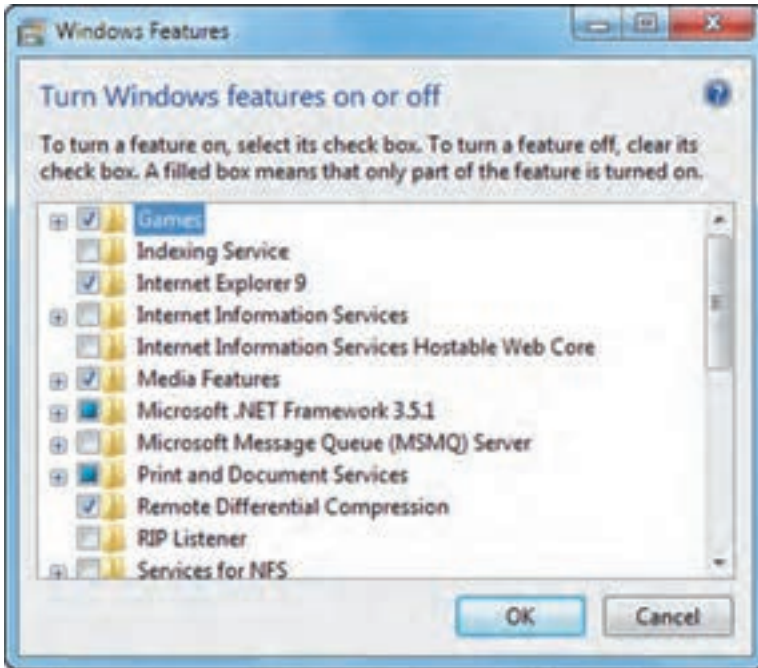 Windows Features
Turn Windows features on or off
To turn a feature on, select its check box. To turn a feature off, clear its
check box. A filled box means that only part of the feature is turned on.
Games
Indexing Service
Internet Explorer 9
Internet Information Services
Internet Information Services Hostable Web Core
Media Features
Microsoft .NET Framework 3.5.1
Microsoft Message Queue (MSMQ) Server
Print and Document Services
Remote Differential Compression
RIP Listener
Services for NFS
OK Cancel